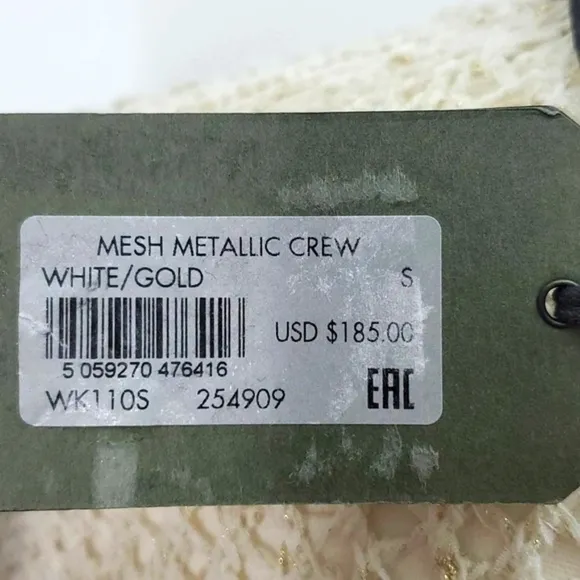 MESH METALLIC CREW
WHITE/GOLD S
USD $185.00
5 059270 476416
WK110S 254909 EAC